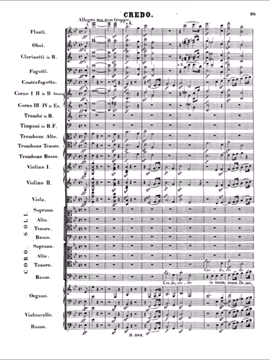 CREDO.
95
Allegro ma non troppo.
Flauti.
Oboi.
Clarinetti in B.
Fagotti.
Contrafagotto.
Corno I II in B basso.
Corno III IV in Es.
Trombe in B.
Timpani in B.F.
Trombone Alto.
Trombone Tenore.
Trombone Basso.
Violino I.
Violino II.
Viola.
Soprano.
Alto.
Tenore.
Basso.
SOLI.
Soprano.
Alto.
Tenore.
Basso.
CORO.
Organo.
Violoncello.
Basso.